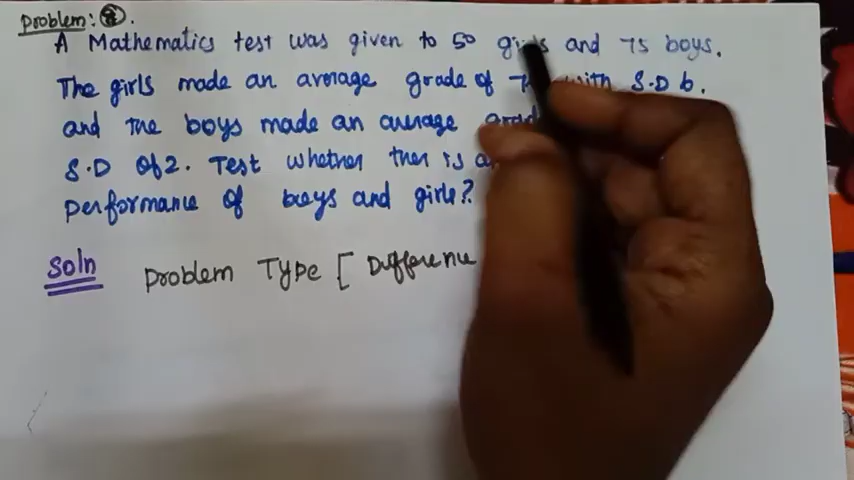 Problem: 8.
A Mathematics test was given to 50 girls and 75 boys.
The girls made an average grade of with S.D 6.
and the boys made an average
S.D of 2. Test whether ther is
performance of boys and girls?
Soln Problem Type [ Difference